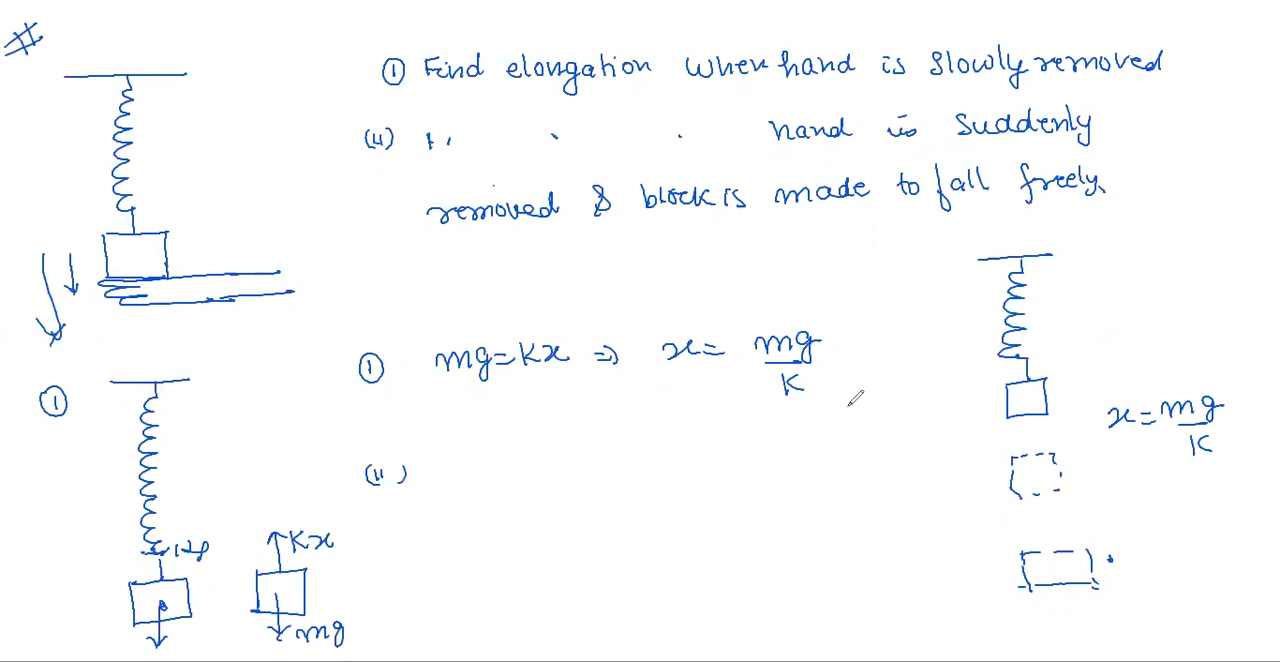 #
① Find elongation when hand is slowly removed
(ii) " . . hand is suddenly
removed & block is made to fall freely.
① mg=Kx ⇒ x= mg/K
①
x= mg/K
(ii)
Kx
mg